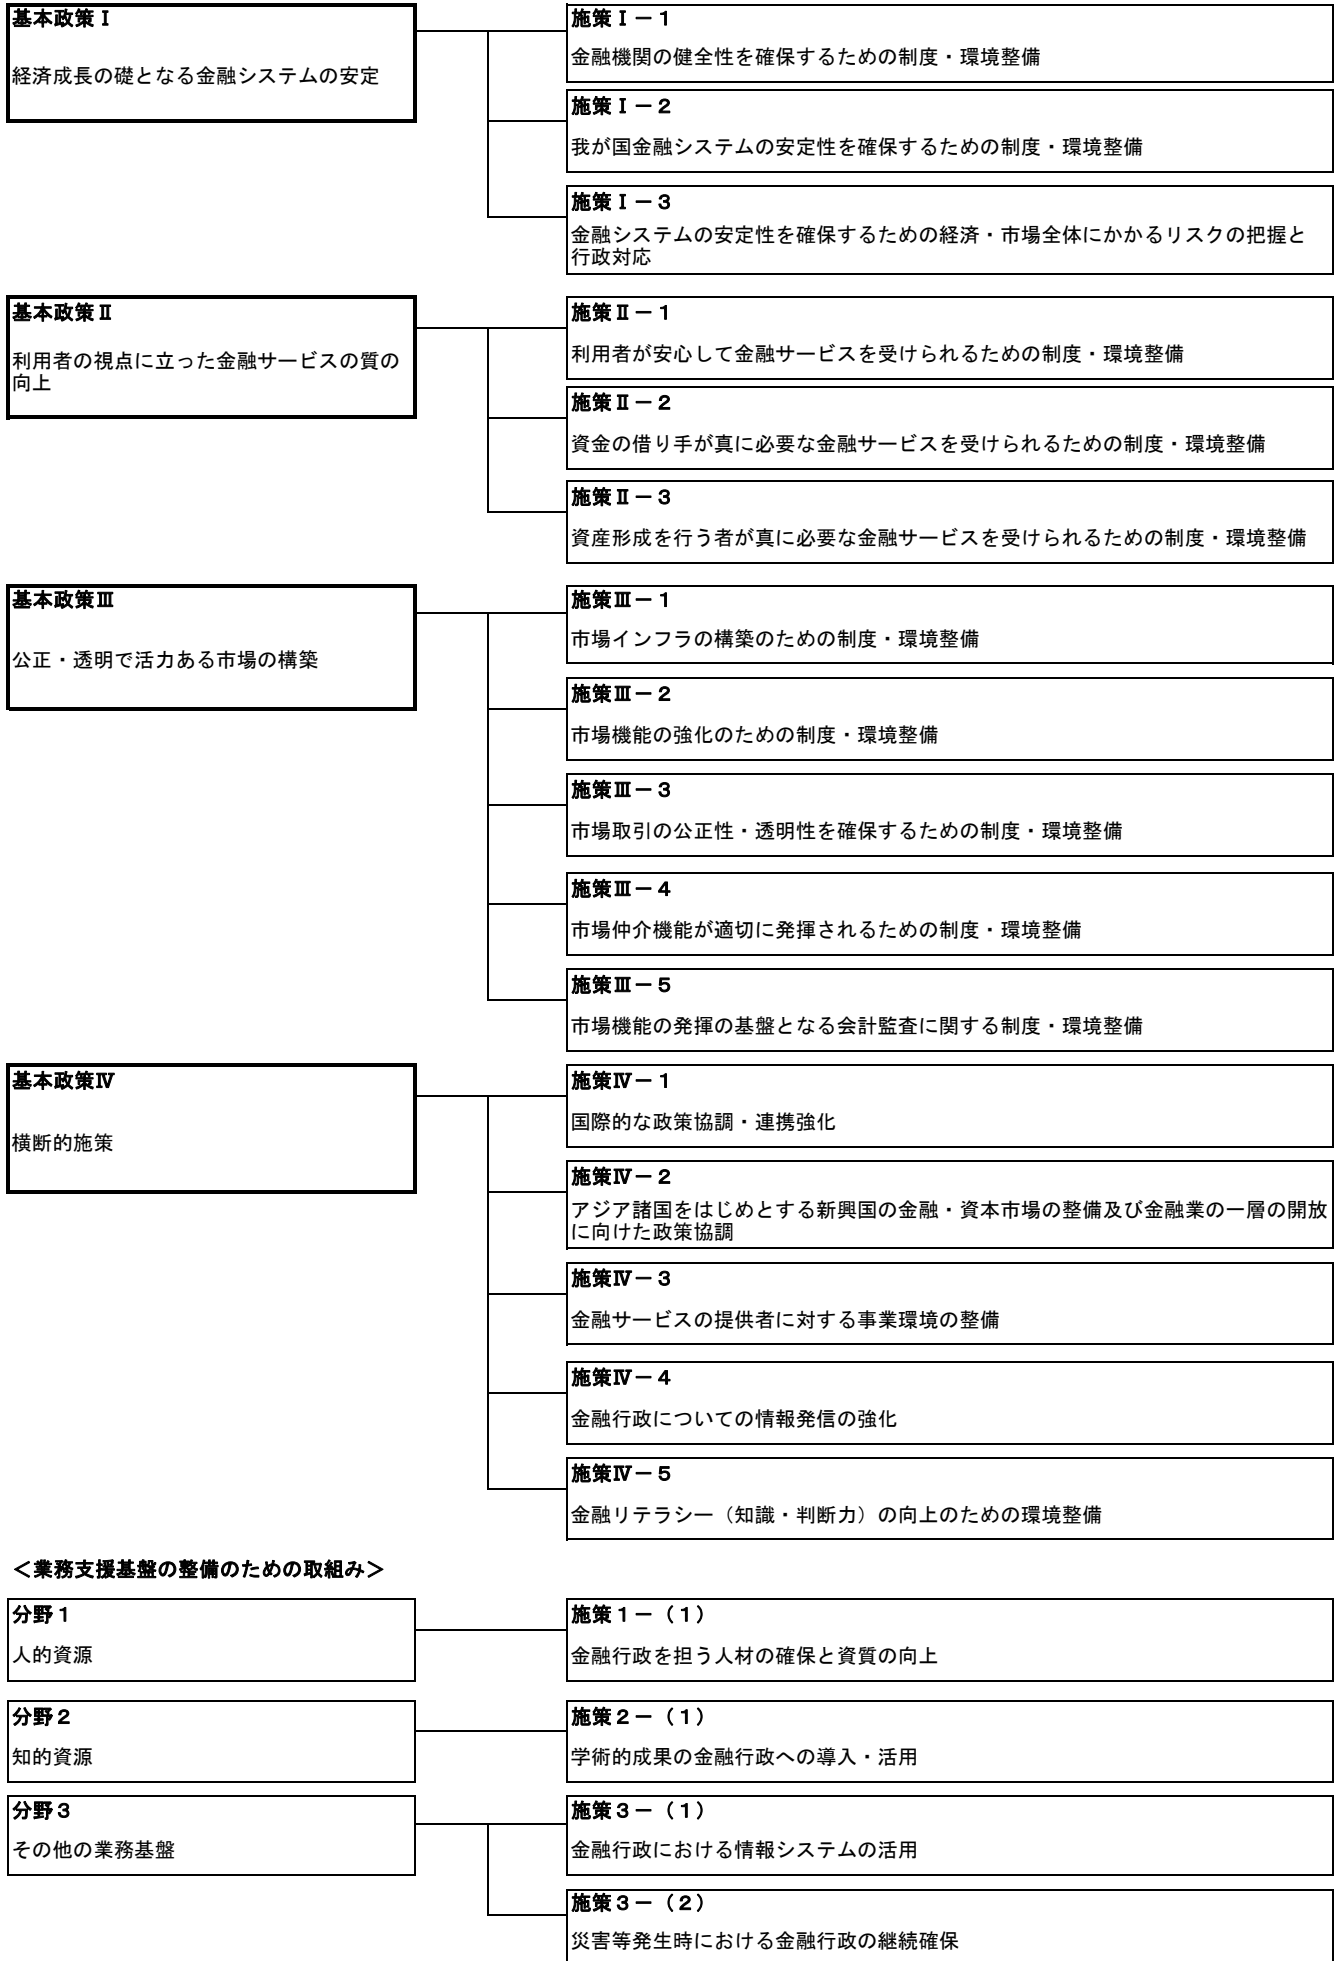 基本政策Ⅰ
経済成長の礎となる金融システムの安定
施策Ⅰ－１
金融機関の健全性を確保するための制度・環境整備
施策Ⅰ－２
我が国金融システムの安定性を確保するための制度・環境整備
施策Ⅰ－３
金融システムの安定性を確保するための経済・市場全体にかかるリスクの把握と
行政対応
基本政策Ⅱ
利用者の視点に立った金融サービスの質の
向上
施策Ⅱ－１
利用者が安心して金融サービスを受けられるための制度・環境整備
施策Ⅱ－２
資金の借り手が真に必要な金融サービスを受けられるための制度・環境整備
施策Ⅱ－３
資産形成を行う者が真に必要な金融サービスを受けられるための制度・環境整備
基本政策Ⅲ
公正・透明で活力ある市場の構築
施策Ⅲ－１
市場インフラの構築のための制度・環境整備
施策Ⅲ－２
市場機能の強化のための制度・環境整備
施策Ⅲ－３
市場取引の公正性・透明性を確保するための制度・環境整備
施策Ⅲ－４
市場仲介機能が適切に発揮されるための制度・環境整備
施策Ⅲ－５
市場機能の発揮の基盤となる会計監査に関する制度・環境整備
基本政策Ⅳ
横断的施策
施策Ⅳ－１
国際的な政策協調・連携強化
施策Ⅳ－２
アジア諸国をはじめとする新興国の金融・資本市場の整備及び金融業の一層の開放
に向けた政策協調
施策Ⅳ－３
金融サービスの提供者に対する事業環境の整備
施策Ⅳ－４
金融行政についての情報発信の強化
施策Ⅳ－５
金融リテラシー（知識・判断力）の向上のための環境整備
＜業務支援基盤の整備のための取組み＞
分野１
人的資源
施策１－（１）
金融行政を担う人材の確保と資質の向上
分野２
知的資源
施策２－（１）
学術的成果の金融行政への導入・活用
分野３
その他の業務基盤
施策３－（１）
金融行政における情報システムの活用
施策３－（２）
災害等発生時における金融行政の継続確保